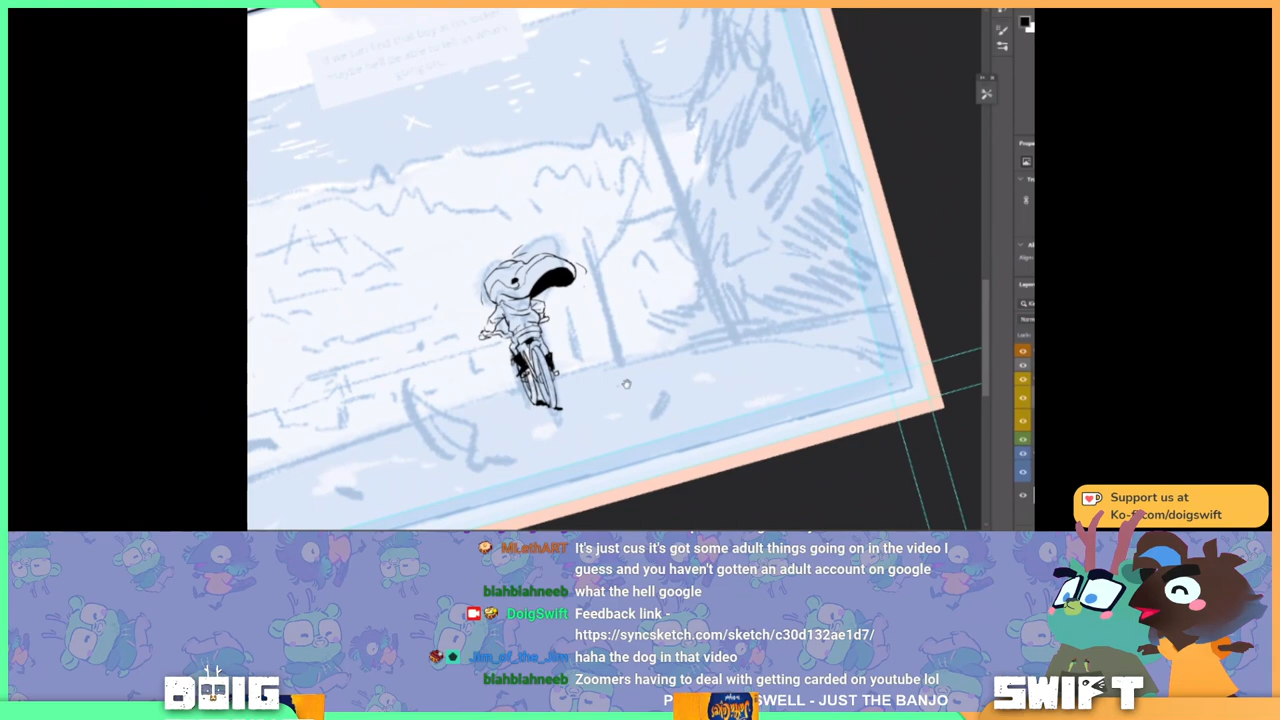 Support us at
Ko-fi.com/doigswift
MLethART It's just cus it's got some adult things going on in the video I
guess and you haven't gotten an adult account on google
blahblahneeb what the hell google
DoigSwift Feedback link -
https://syncsketch.com/sketch/c30d132ae1d7/
Jim_of_the_Jim haha the dog in that video
blahblahneeb Zoomers having to deal with getting carded on youtube lol
SWELL - JUST THE BANJO
DOIG
SWIFT